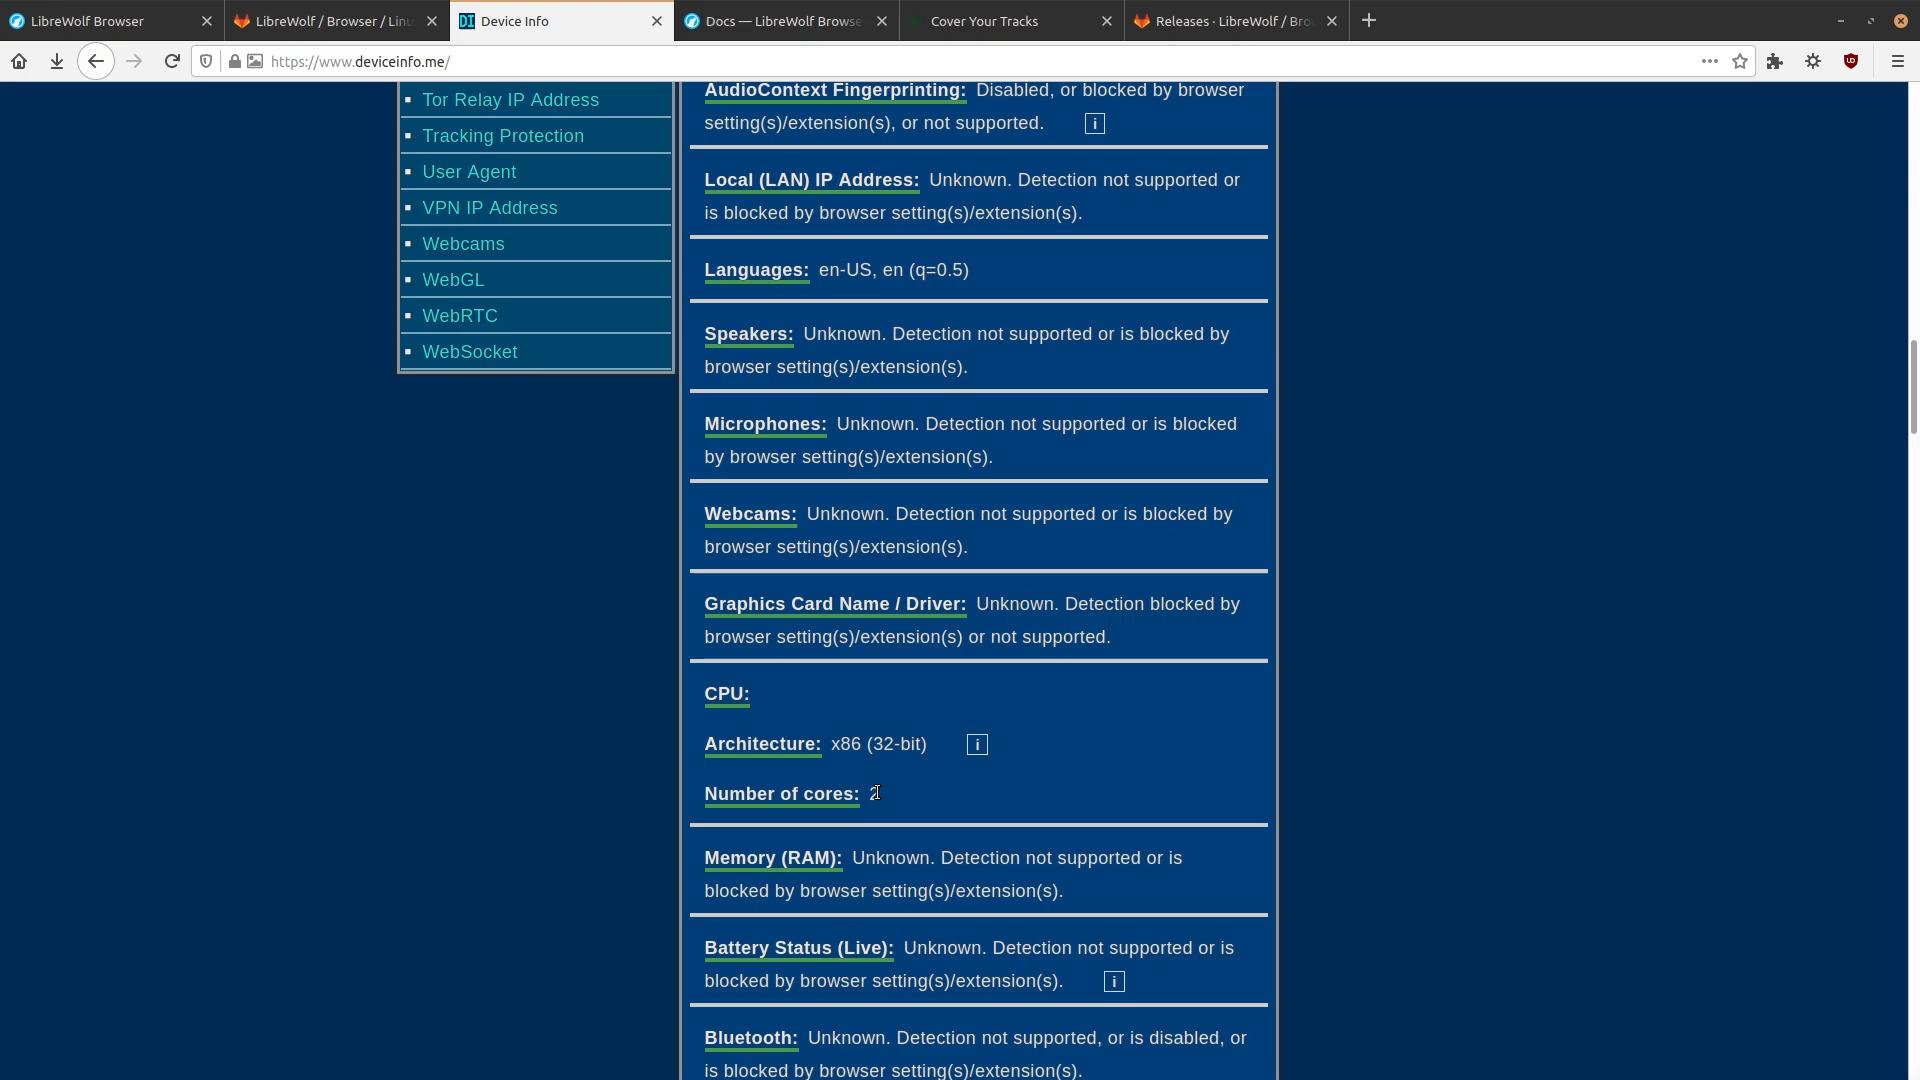 LibreWolf Browser
LibreWolf / Browser / Linu
DI Device Info
Docs — LibreWolf Browse
Cover Your Tracks
Releases · LibreWolf / Bro
https://www.deviceinfo.me/
Tor Relay IP Address
Tracking Protection
User Agent
VPN IP Address
Webcams
WebGL
WebRTC
WebSocket
AudioContext Fingerprinting: Disabled, or blocked by browser
setting(s)/extension(s), or not supported. i
Local (LAN) IP Address: Unknown. Detection not supported or
is blocked by browser setting(s)/extension(s).
Languages: en-US, en (q=0.5)
Speakers: Unknown. Detection not supported or is blocked by
browser setting(s)/extension(s).
Microphones: Unknown. Detection not supported or is blocked
by browser setting(s)/extension(s).
Webcams: Unknown. Detection not supported or is blocked by
browser setting(s)/extension(s).
Graphics Card Name / Driver: Unknown. Detection blocked by
browser setting(s)/extension(s) or not supported.
CPU:
Architecture: x86 (32-bit) i
Number of cores: 2
Memory (RAM): Unknown. Detection not supported or is
blocked by browser setting(s)/extension(s).
Battery Status (Live): Unknown. Detection not supported or is
blocked by browser setting(s)/extension(s). i
Bluetooth: Unknown. Detection not supported, or is disabled, or
is blocked by browser setting(s)/extension(s).